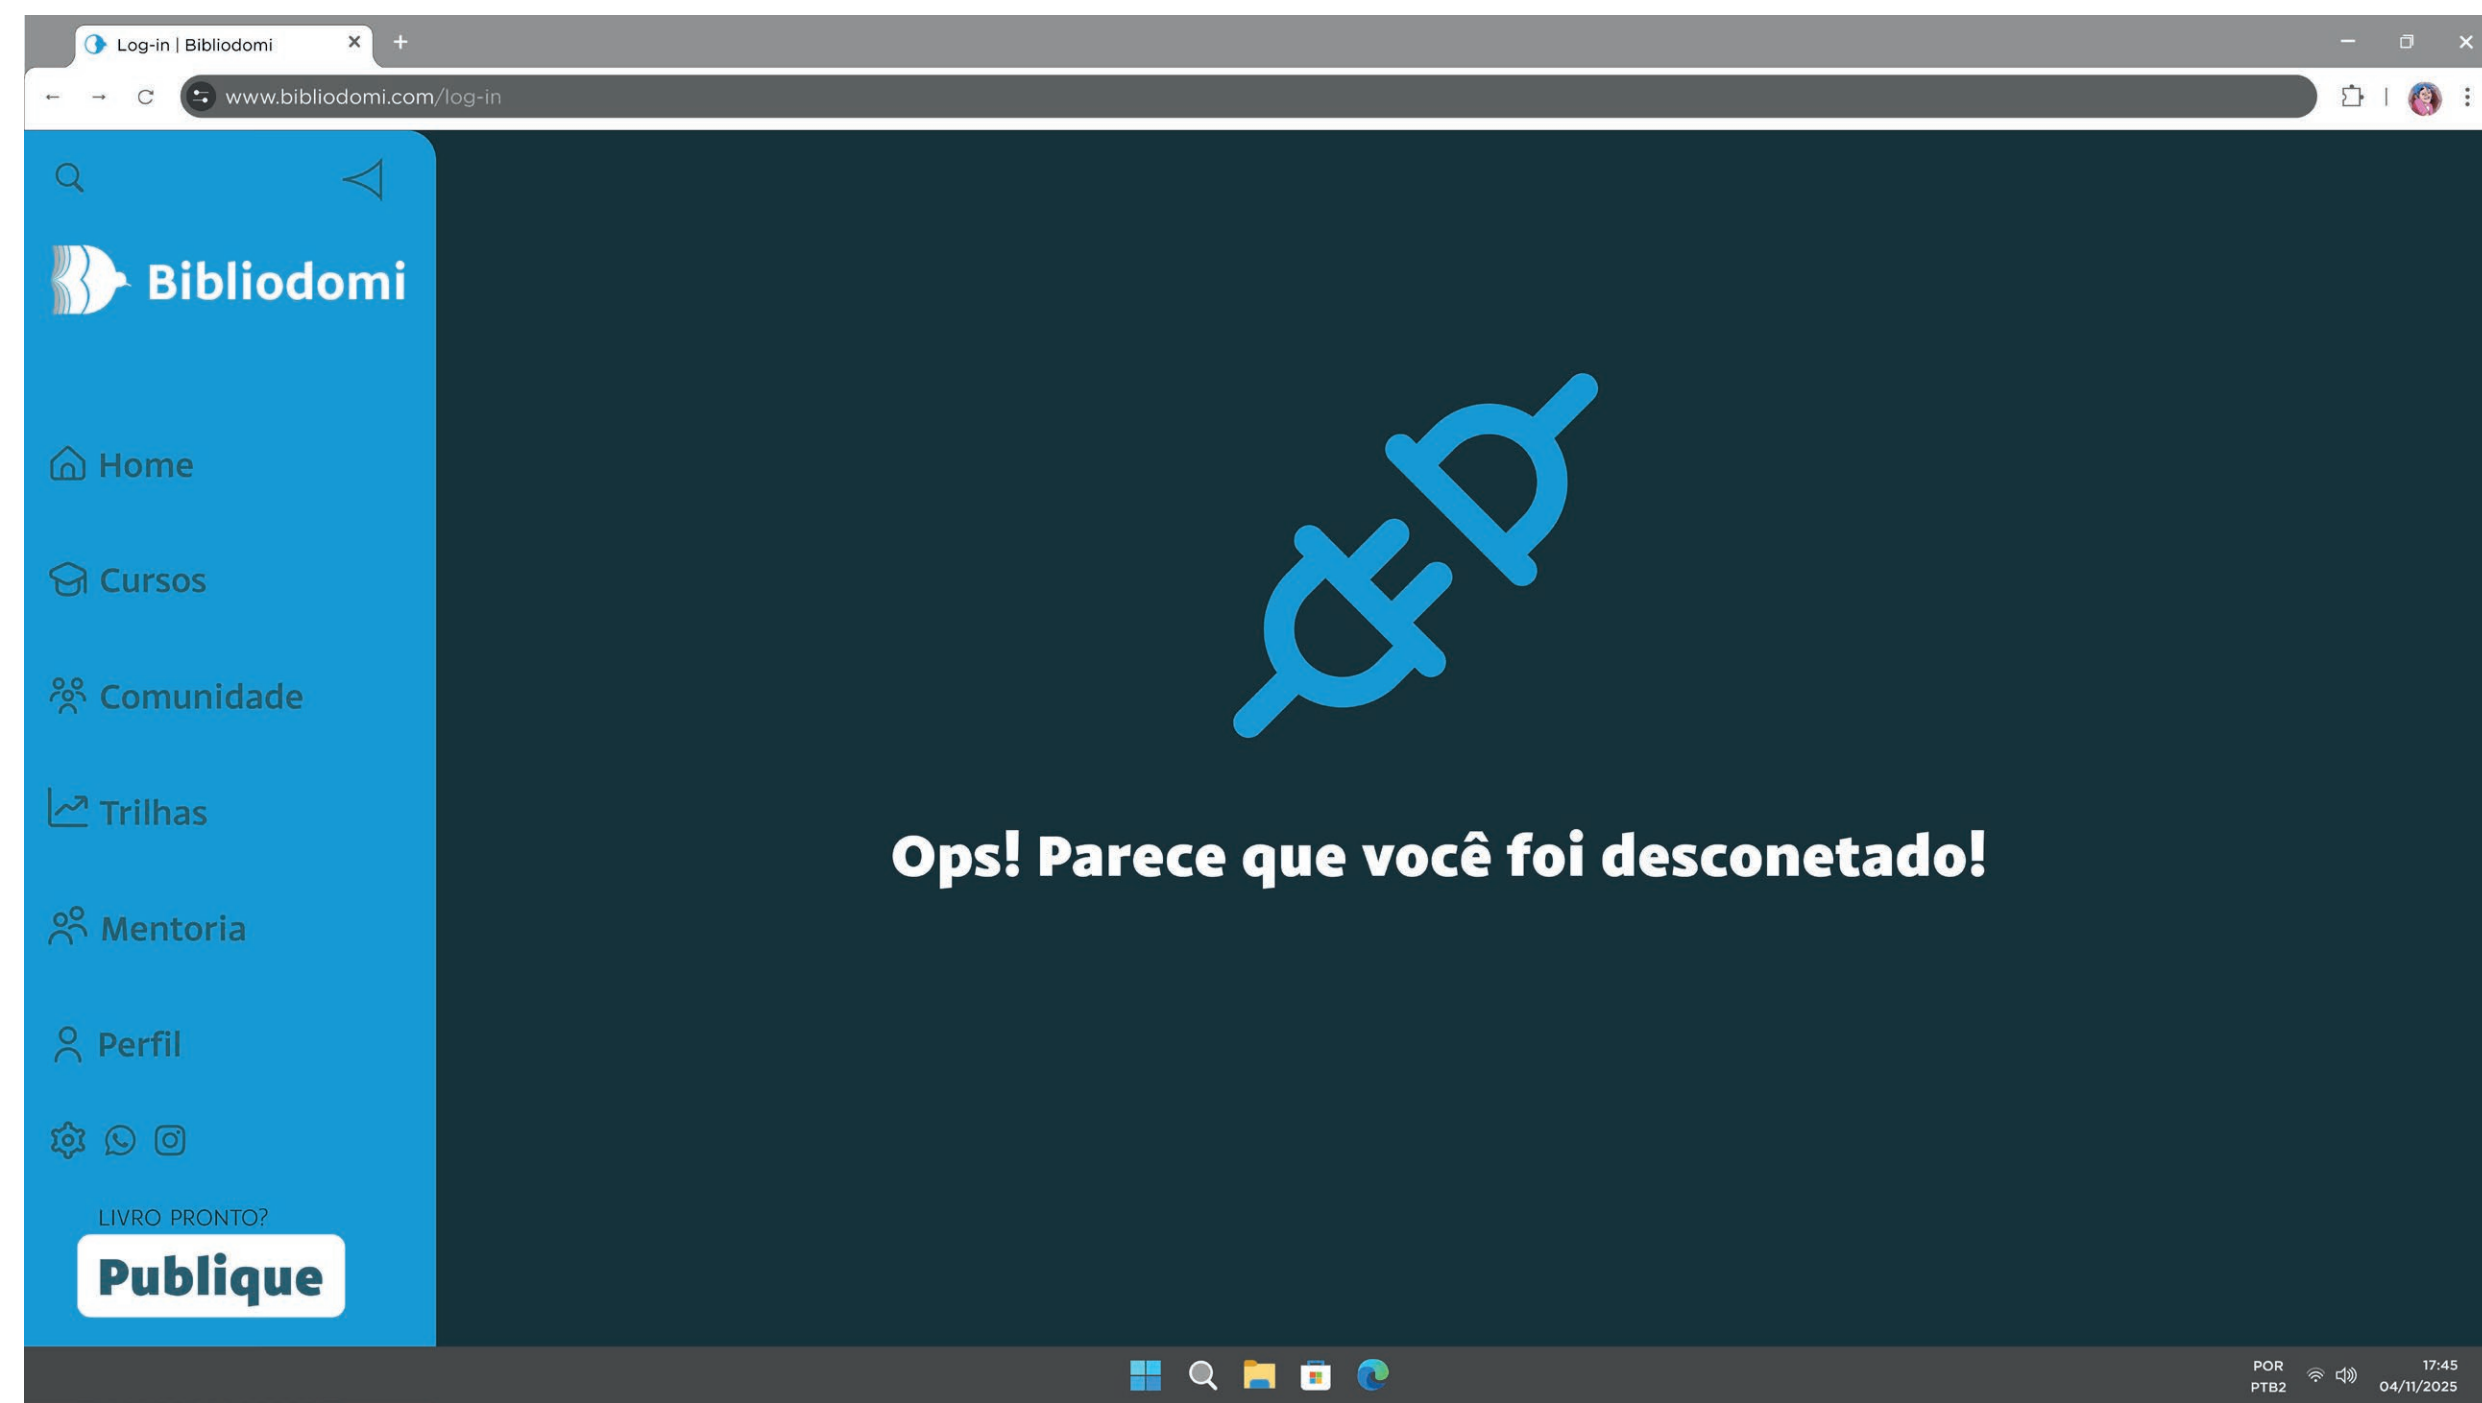 Log-in | Bibliodomi
www.bibliodomi.com/log-in
Bibliodomi
Home
Cursos
Comunidade
Trilhas
Mentoria
Perfil
LIVRO PRONTO?
Publique
Ops! Parece que você foi desconetado!
POR
PTB2
17:45
04/11/2025